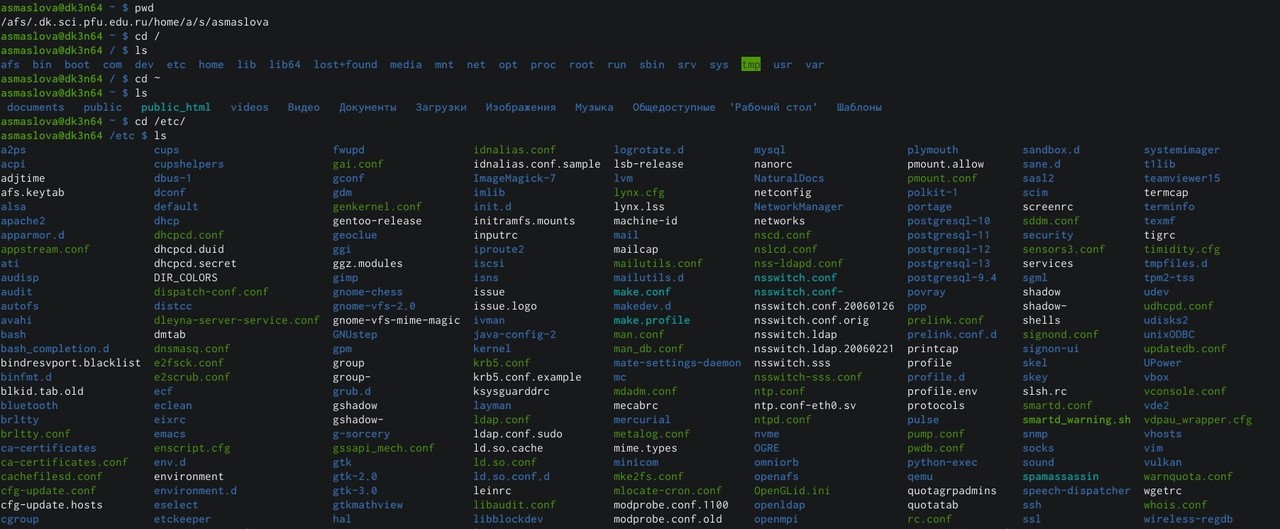 asmaslova@dk3n64 ~ $ pwd
/afs/.dk.sci.pfu.edu.ru/home/a/s/asmaslova
asmaslova@dk3n64 ~ $ cd /
asmaslova@dk3n64 / $ ls
afs bin boot com dev etc home lib lib64 lost+found media mnt net opt proc root run sbin srv sys tmp usr var
asmaslova@dk3n64 / $ cd ~
asmaslova@dk3n64 ~ $ ls
documents public public_html videos Видео Документы Загрузки Изображения Музыка Общедоступные 'Рабочий стол' Шаблоны
asmaslova@dk3n64 ~ $ cd /etc/
asmaslova@dk3n64 /etc $ ls
a2ps cups fwupd idnalias.conf logrotate.d mysql plymouth sandbox.d systemimager
acpi cupshelpers gai.conf idnalias.conf.sample lsb-release nanorc pmount.allow sane.d t1lib
adjtime dbus-1 gconf ImageMagick-7 lvm NaturalDocs pmount.conf sasl2 teamviewer15
afs.keytab dconf gdm imlib lynx.cfg netconfig polkit-1 scim termcap
alsa default genkernel.conf init.d lynx.lss NetworkManager portage screenrc terminfo
apache2 dhcp gentoo-release initramfs.mounts machine-id networks postgresql-10 sddm.conf texmf
apparmor.d dhcpcd.conf geoclue inputrc mail nscd.conf postgresql-11 security tigrc
appstream.conf dhcpcd.duid ggi iproute2 mailcap nslcd.conf postgresql-12 sensors3.conf timidity.cfg
ati dhcpcd.secret ggz.modules iscsi mailutils.conf nss-ldapd.conf postgresql-13 services tmpfiles.d
audisp DIR_COLORS gimp isns mailutils.d nsswitch.conf postgresql-9.4 sgml tpm2-tss
audit dispatch-conf.conf gnome-chess issue make.conf nsswitch.conf~ povray shadow udev
autofs distcc gnome-vfs-2.0 issue.logo makedev.d nsswitch.conf.20060126 ppp shadow- udhcpd.conf
avahi dleyna-server-service.conf gnome-vfs-mime-magic ivman make.profile nsswitch.conf.orig prelink.conf shells udisks2
bash dmtab GNUstep java-config-2 man.conf nsswitch.ldap prelink.conf.d signond.conf unixODBC
bash_completion.d dnsmasq.conf gpm kernel man_db.conf nsswitch.ldap.20060221 printcap signon-ui updatedb.conf
bindresvport.blacklist e2fsck.conf group krb5.conf mate-settings-daemon nsswitch.sss profile skel UPower
binfmt.d e2scrub.conf group- krb5.conf.example mc nsswitch-sss.conf profile.d skey vbox
blkid.tab.old ecf grub.d ksysguarddrc mdadm.conf ntp.conf profile.env slsh.rc vconsole.conf
bluetooth eclean gshadow layman mecabrc ntp.conf-eth0.sv protocols smartd.conf vde2
brltty eixrc gshadow- ldap.conf mercurial ntpd.conf pulse smartd_warning.sh vdpau_wrapper.cfg
brltty.conf emacs g-sorcery ldap.conf.sudo metalog.conf nvme pump.conf snmp vhosts
ca-certificates enscript.cfg gssapi_mech.conf ld.so.cache mime.types OGRE pwdb.conf socks vim
ca-certificates.conf env.d gtk ld.so.conf minicom omniorb python-exec sound vulkan
cachefilesd.conf environment gtk-2.0 ld.so.conf.d mke2fs.conf openafs qemu spamassassin warnquota.conf
cfg-update.conf environment.d gtk-3.0 leinrc mlocate-cron.conf OpenGLid.ini quotagrpadmins speech-dispatcher wgetrc
cfg-update.hosts eselect gtkmathview libaudit.conf modprobe.conf.1100 openldap quotatab ssh whois.conf
cgroup etckeeper hal libblockdev modprobe.conf.old openmpi rc.conf ssl wireless-regdb